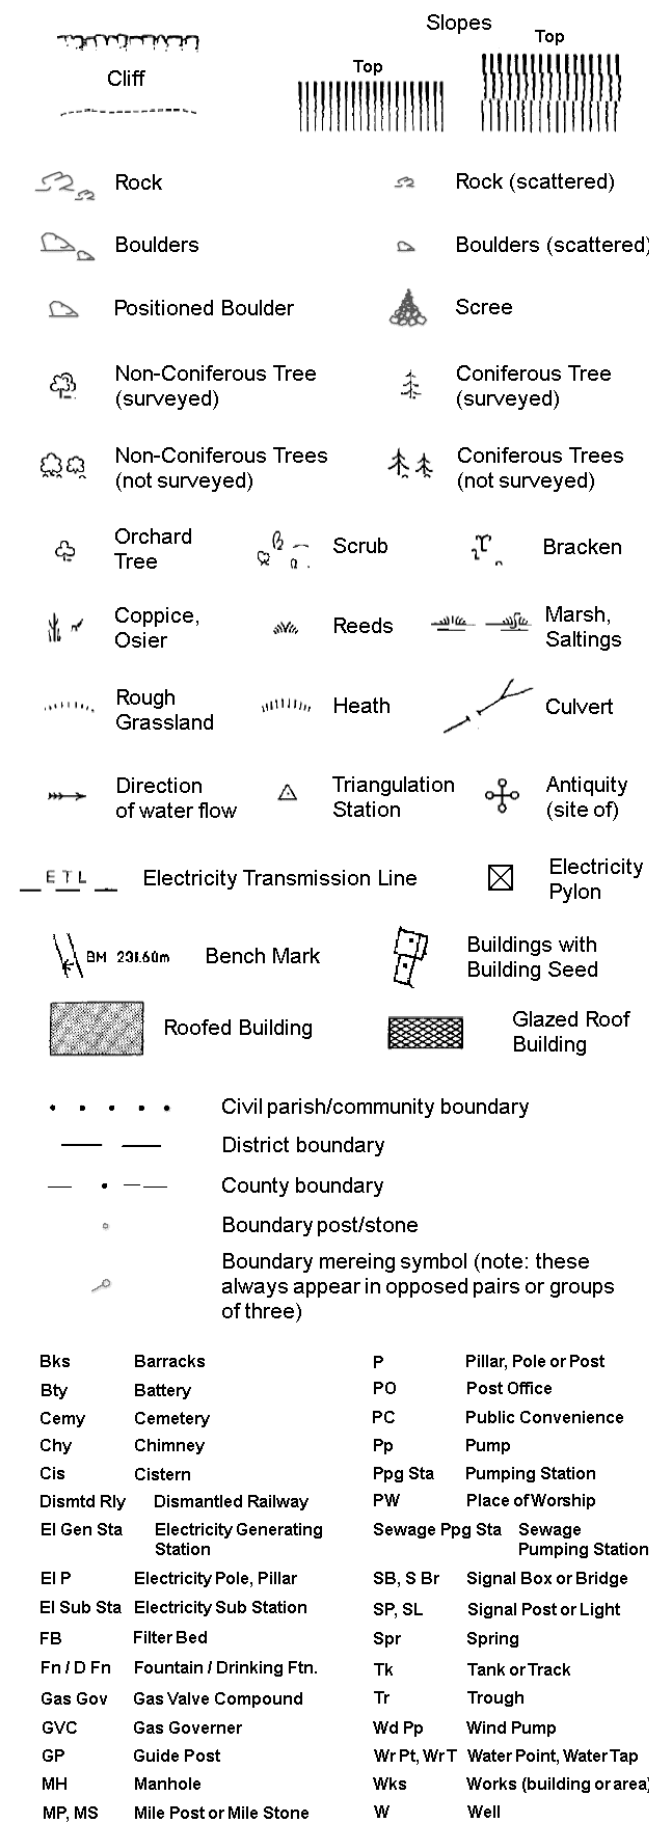 Slopes
Top
Top
Cliff
Rock
Rock (scattered)
Boulders
Boulders (scattered)
Positioned Boulder
Scree
Non-Coniferous Tree
(surveyed)
Coniferous Tree
(surveyed)
Non-Coniferous Trees
(not surveyed)
Coniferous Trees
(not surveyed)
Orchard
Tree
Scrub
Bracken
Coppice,
Osier
Reeds
Marsh,
Saltings
Rough
Grassland
Heath
Culvert
Direction
of water flow
Triangulation
Station
Antiquity
(site of)
E T L
Electricity Transmission Line
Electricity
Pylon
BM 231.60m
Bench Mark
Buildings with
Building Seed
Roofed Building
Glazed Roof
Building
Civil parish/community boundary
District boundary
County boundary
Boundary post/stone
Boundary mereing symbol (note: these
always appear in opposed pairs or groups
of three)
Bks Barracks P Pillar, Pole or Post
Bty Battery PO Post Office
Cemy Cemetery PC Public Convenience
Chy Chimney Pp Pump
Cis Cistern Ppg Sta Pumping Station
Dismtd Rly Dismantled Railway PW Place of Worship
El Gen Sta Electricity Generating
Station
Sewage Ppg Sta Sewage
Pumping Station
El P Electricity Pole, Pillar SB, S Br Signal Box or Bridge
El Sub Sta Electricity Sub Station SP, SL Signal Post or Light
FB Filter Bed Spr Spring
Fn / D Fn Fountain / Drinking Ftn. Tk Tank or Track
Gas Gov Gas Valve Compound Tr Trough
GVC Gas Governer Wd Pp Wind Pump
GP Guide Post Wr Pt, Wr T Water Point, Water Tap
MH Manhole Wks Works (building or area)
MP, MS Mile Post or Mile Stone W Well